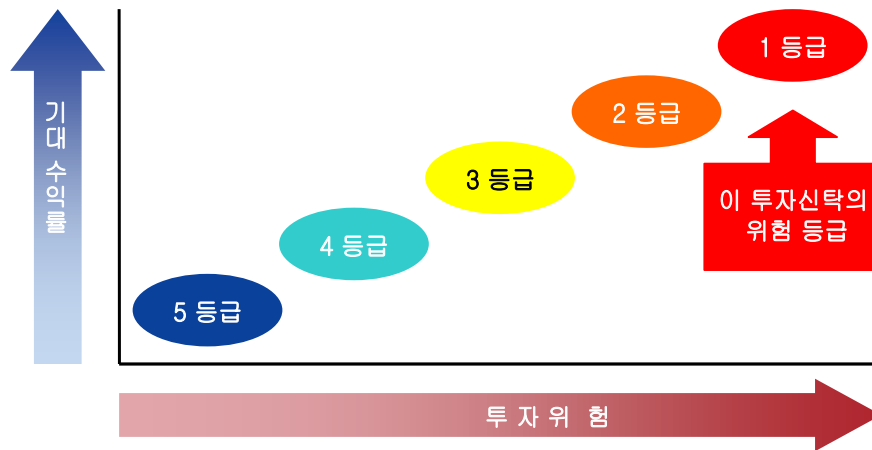 기대 수익률
1 등급
2 등급
3 등급
4 등급
5 등급
이 투자신탁의
위험 등급
투 자 위 험